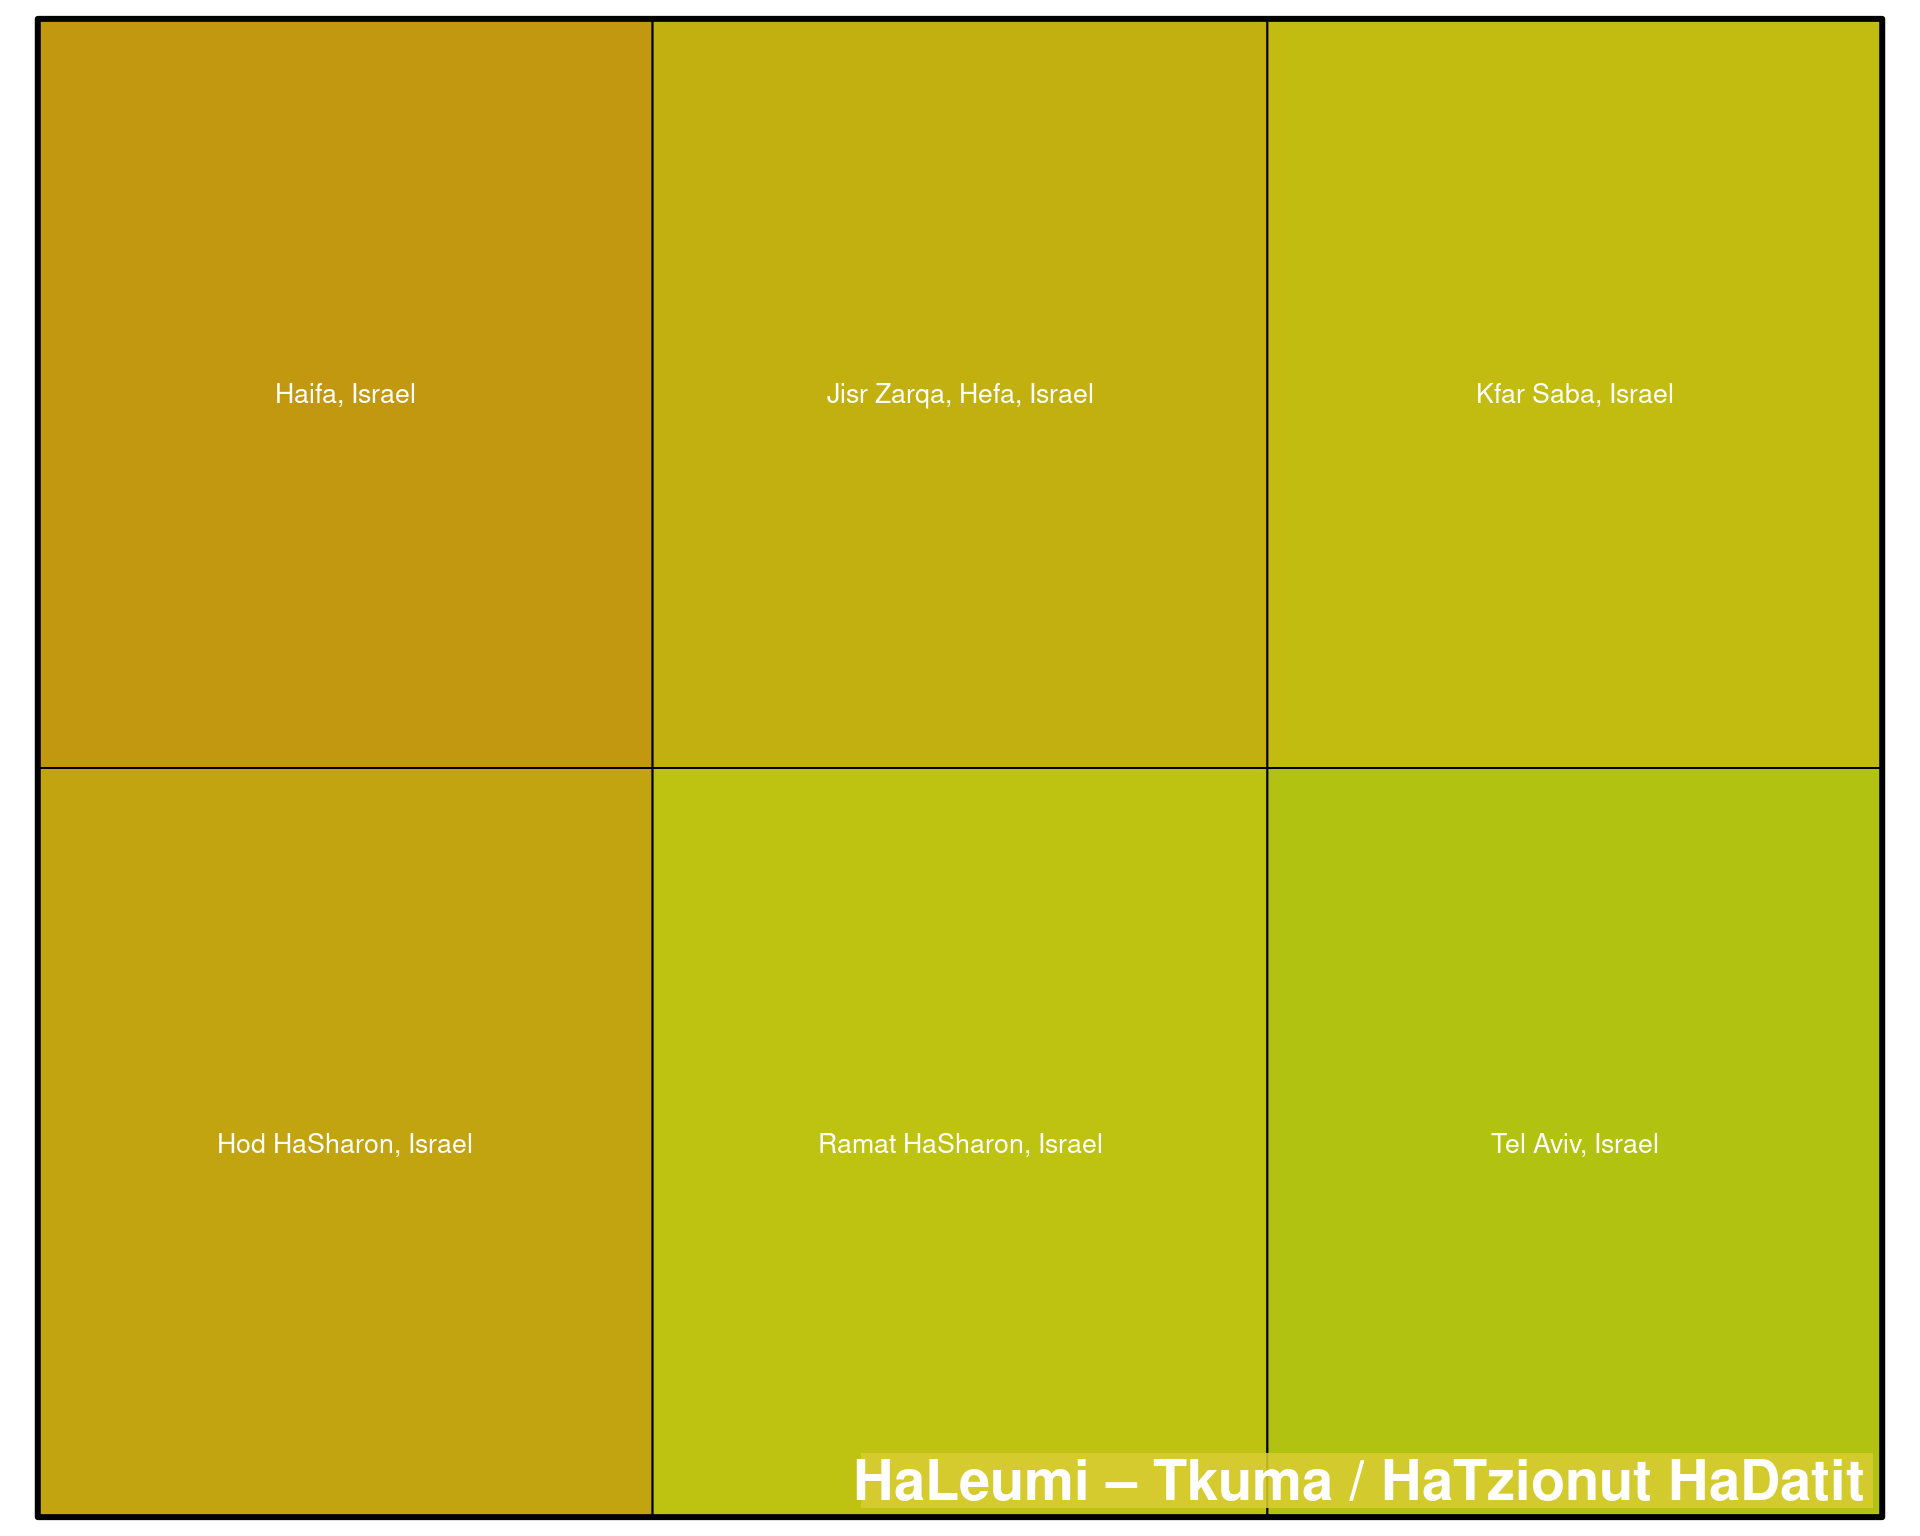 Haifa, Israel
Jisr Zarqa, Hefa, Israel
Kfar Saba, Israel
Hod HaSharon, Israel
Ramat HaSharon, Israel
Tel Aviv, Israel
HaLeumi – Tkuma / HaTzionut HaDatit